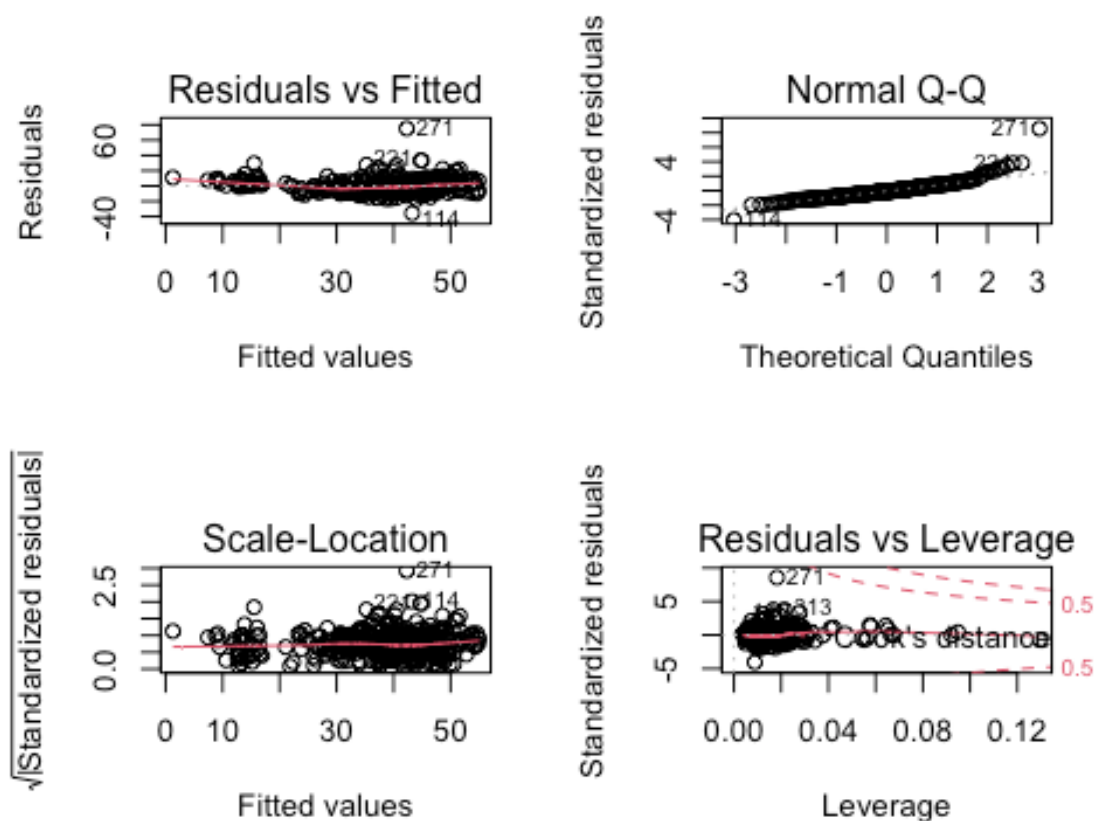 Residuals vs Fitted
Residuals
60
-40
271
221
114
0 10 30 50
Fitted values
Normal Q-Q
Standardized residuals
4
-4
271
114
-3 -1 0 1 2 3
Theoretical Quantiles
Scale-Location
√|Standardized residuals|
2.5
0.0
271
114
0 10 30 50
Fitted values
Residuals vs Leverage
Standardized residuals
5
-5
271
313
0.5
0.5
's distance
0.00 0.04 0.08 0.12
Leverage